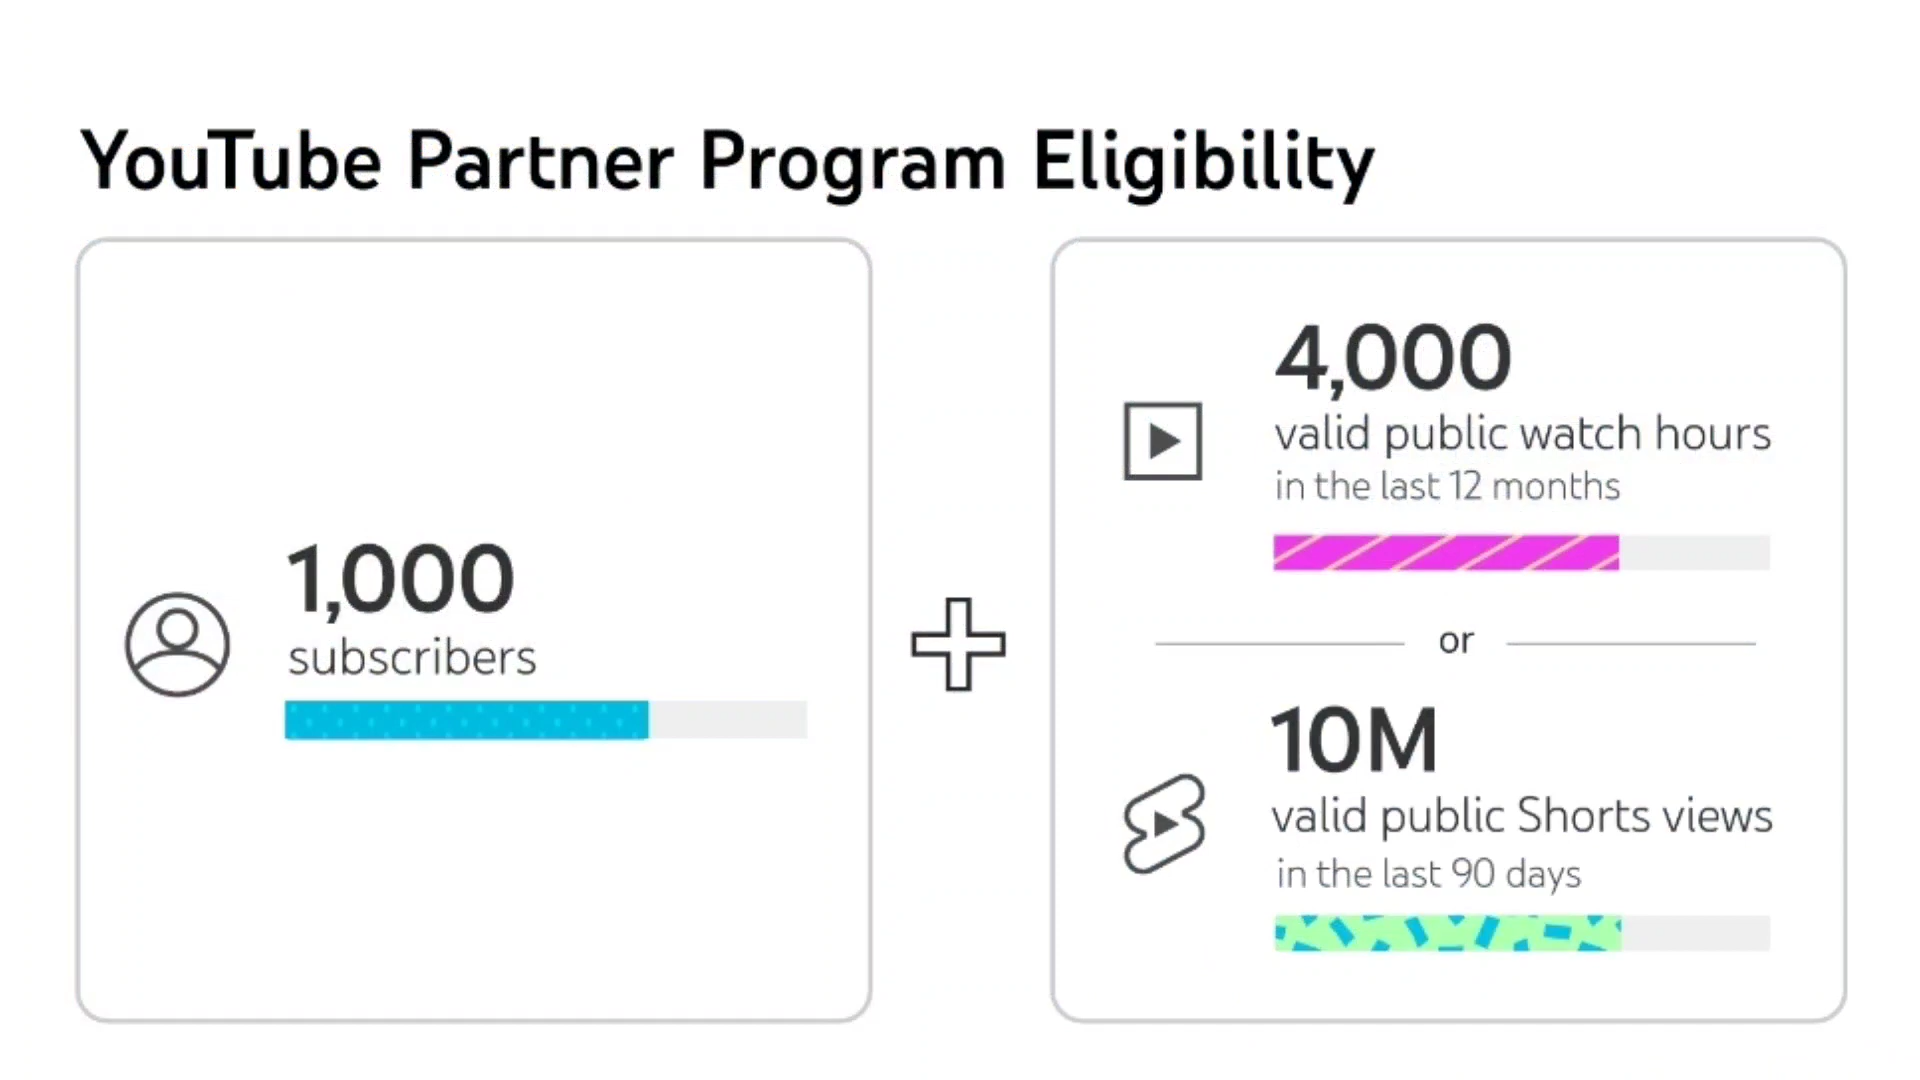 YouTube Partner Program Eligibility
1,000
subscribers
4,000
valid public watch hours
in the last 12 months
or
10M
valid public Shorts views
in the last 90 days